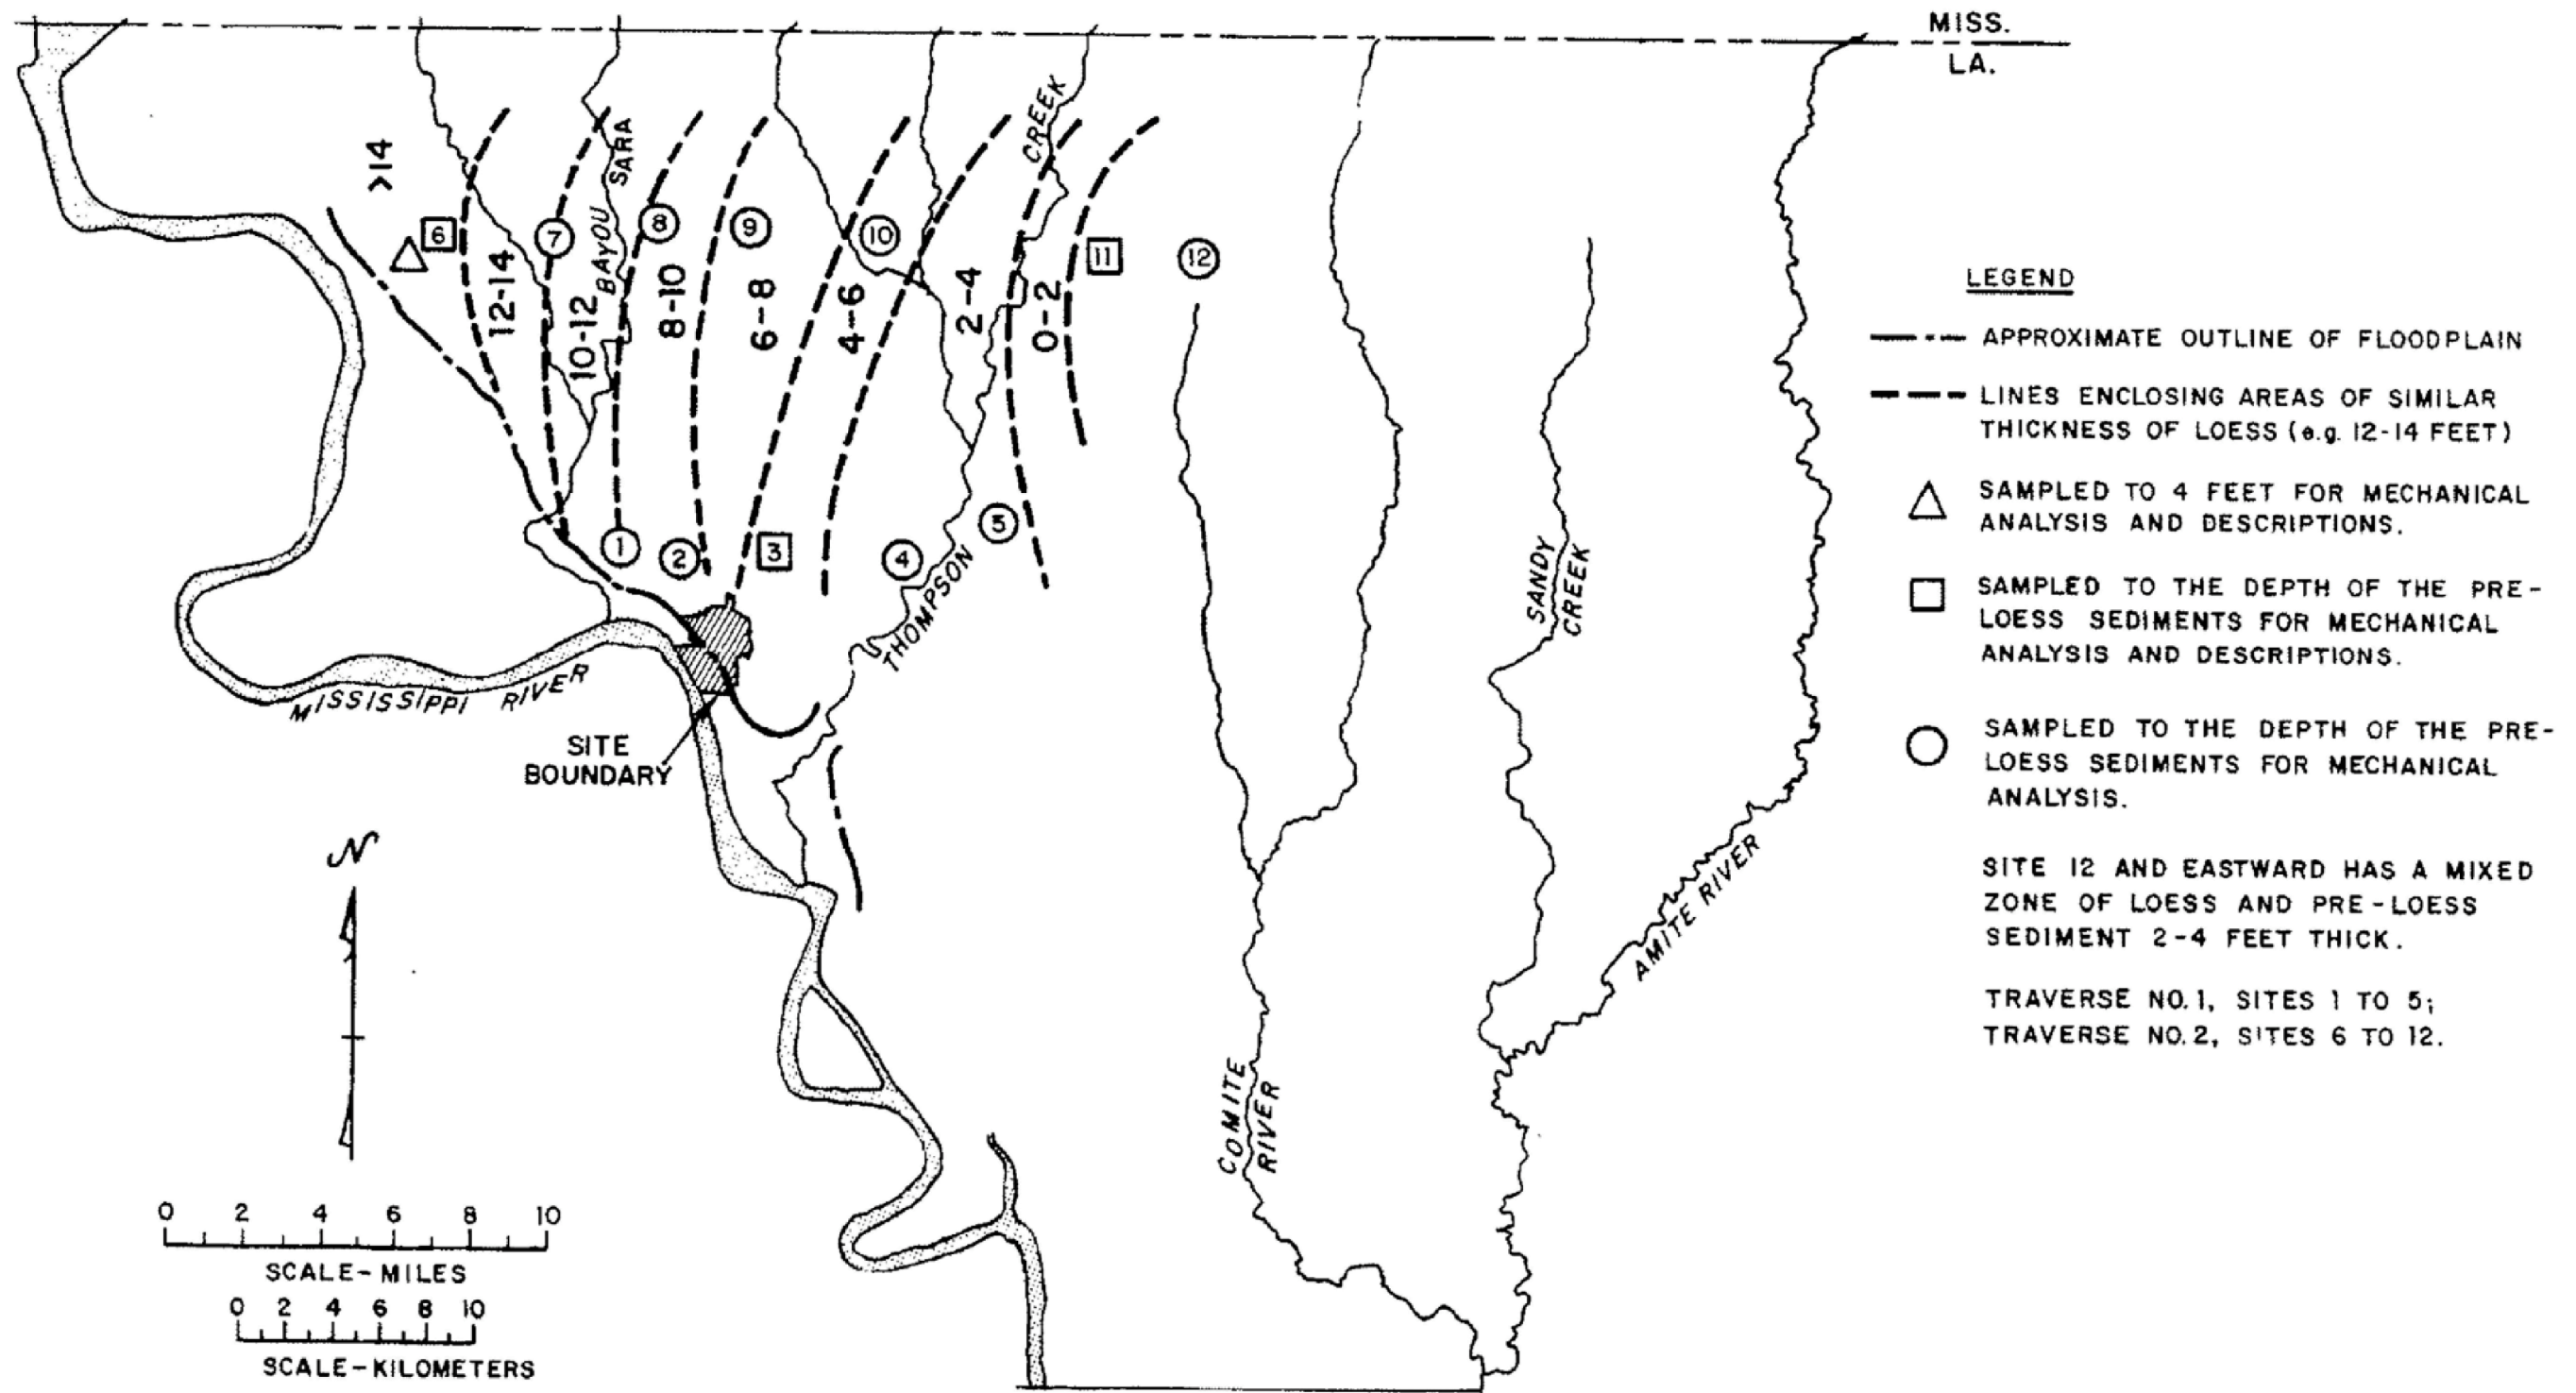 MISS.
LA.
>14
BAYOU SARA
CREEK
6
7
8
9
10
11
12
12-14
10-12
8-10
6-8
4-6
2-4
0-2
1
2
3
4
5
THOMPSON
SANDY
CREEK
MISSISSIPPI RIVER
SITE
BOUNDARY
AMITE RIVER
COMITE
RIVER
N
0 2 4 6 8 10
SCALE-MILES
0 2 4 6 8 10
SCALE-KILOMETERS
LEGEND
APPROXIMATE OUTLINE OF FLOODPLAIN
LINES ENCLOSING AREAS OF SIMILAR
THICKNESS OF LOESS (e.g. 12-14 FEET)
SAMPLED TO 4 FEET FOR MECHANICAL
ANALYSIS AND DESCRIPTIONS.
SAMPLED TO THE DEPTH OF THE PRE-
LOESS SEDIMENTS FOR MECHANICAL
ANALYSIS AND DESCRIPTIONS.
SAMPLED TO THE DEPTH OF THE PRE-
LOESS SEDIMENTS FOR MECHANICAL
ANALYSIS.
SITE 12 AND EASTWARD HAS A MIXED
ZONE OF LOESS AND PRE-LOESS
SEDIMENT 2-4 FEET THICK.
TRAVERSE NO.1, SITES 1 TO 5;
TRAVERSE NO.2, SITES 6 TO 12.